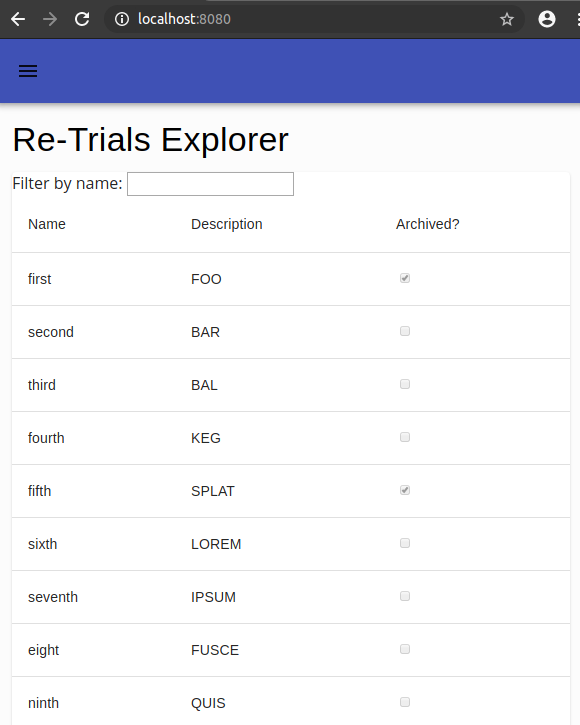 localhost:8080
Re-Trials Explorer
Filter by name:
Name Description Archived?
first FOO
second BAR
third BAL
fourth KEG
fifth SPLAT
sixth LOREM
seventh IPSUM
eight FUSCE
ninth QUIS